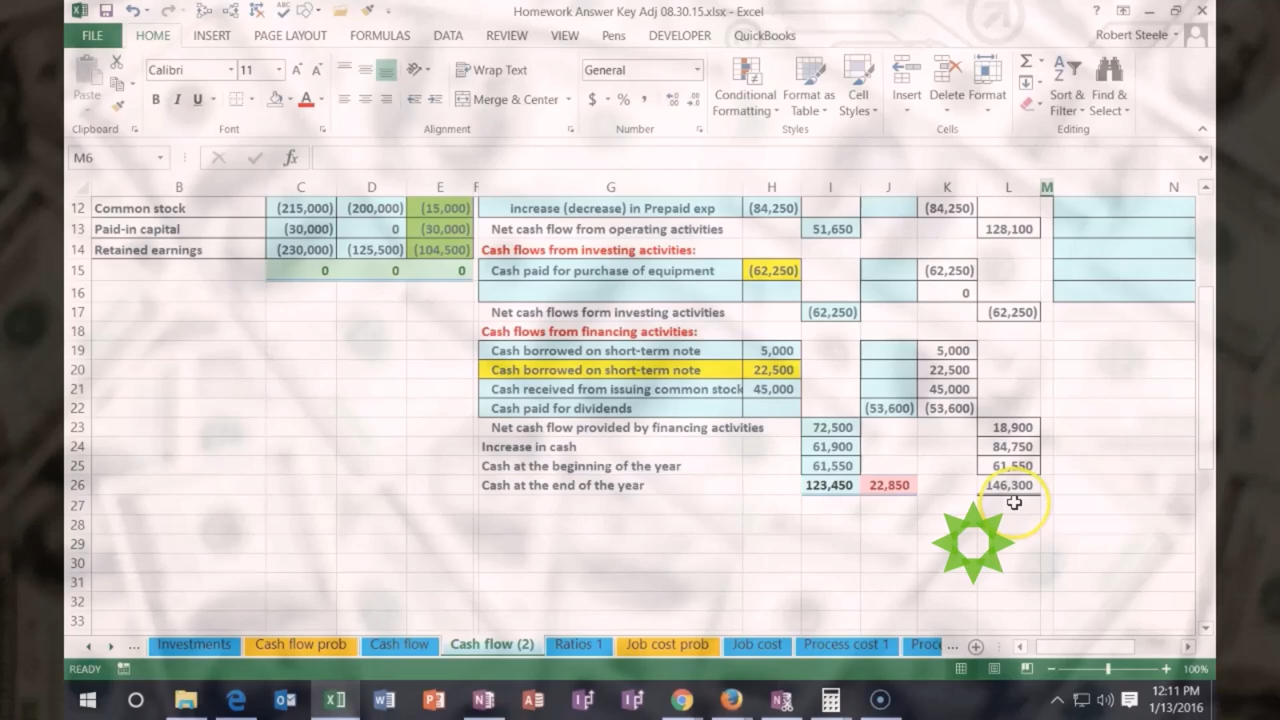 Homework Answer Key Adj 08.30.15.xlsx - Excel
FILE HOME INSERT PAGE LAYOUT FORMULAS DATA REVIEW VIEW Pens DEVELOPER QuickBooks Robert Steele
Paste Calibri 11 Wrap Text General Conditional Formatting Format as Table Cell Styles Insert Delete Format Sort & Filter Find & Select
B I U A Merge & Center $ % ,
Clipboard Font Alignment Number Styles Cells Editing
M6 fx
B C D E F G H I J K L M N
12 Common stock (215,000) (200,000) (15,000) increase (decrease) in Prepaid exp (84,250) (84,250)
13 Paid-in capital (30,000) 0 (30,000) Net cash flow from operating activities 51,650 128,100
14 Retained earnings (230,000) (125,500) (104,500) Cash flows from investing activities:
15 0 0 0 Cash paid for purchase of equipment (62,250) (62,250)
16 0
17 Net cash flows form investing activities (62,250) (62,250)
18 Cash flows from financing activities:
19 Cash borrowed on short-term note 5,000 5,000
20 Cash borrowed on short-term note 22,500 22,500
21 Cash received from issuing common stock 45,000 45,000
22 Cash paid for dividends (53,600) (53,600)
23 Net cash flow provided by financing activities 72,500 18,900
24 Increase in cash 61,900 84,750
25 Cash at the beginning of the year 61,550 61,550
26 Cash at the end of the year 123,450 22,850 146,300
27
28
29
30
31
32
33
... Investments Cash flow prob Cash flow Cash flow (2) Ratios 1 Job cost prob Job cost Process cost 1 Proce ...
READY 100%
12:11 PM
1/13/2016